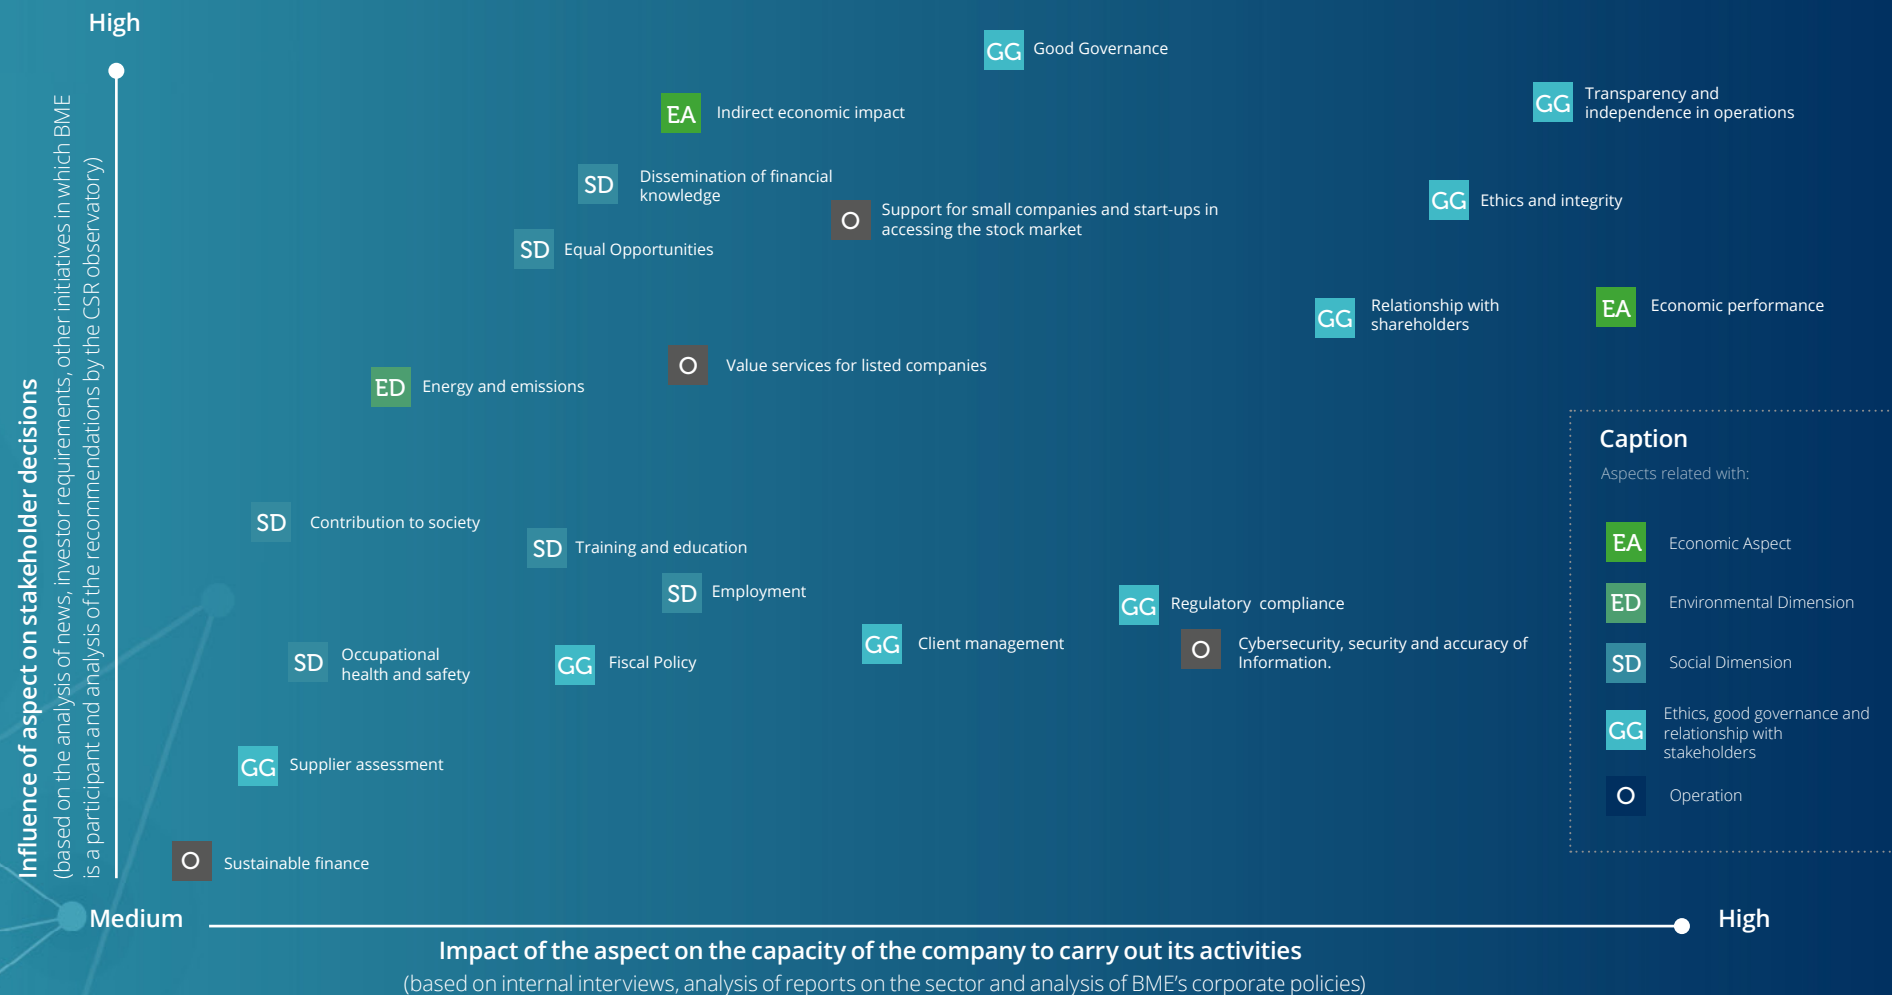 High
GG Good Governance
GG Transparency and
independence in operations
EA Indirect economic impact
SD Dissemination of financial
knowledge
GG Ethics and integrity
O Support for small companies and start-ups in
accessing the stock market
SD Equal Opportunities
GG Relationship with
shareholders
EA Economic performance
O Value services for listed companies
ED Energy and emissions
SD Contribution to society
SD Training and education
SD Employment
GG Regulatory compliance
GG Client management
O Cybersecurity, security and accuracy of
Information.
SD Occupational
health and safety
GG Fiscal Policy
GG Supplier assessment
O Sustainable finance
Influence of aspect on stakeholder decisions
(based on the analysis of news, investor requirements, other initiatives in which BME
is a participant and analysis of the recommendations by the CSR observatory)
Caption
Aspects related with:
EA Economic Aspect
ED Environmental Dimension
SD Social Dimension
GG Ethics, good governance and
relationship with
stakeholders
O Operation
Medium
High
Impact of the aspect on the capacity of the company to carry out its activities
(based on internal interviews, analysis of reports on the sector and analysis of BME’s corporate policies)